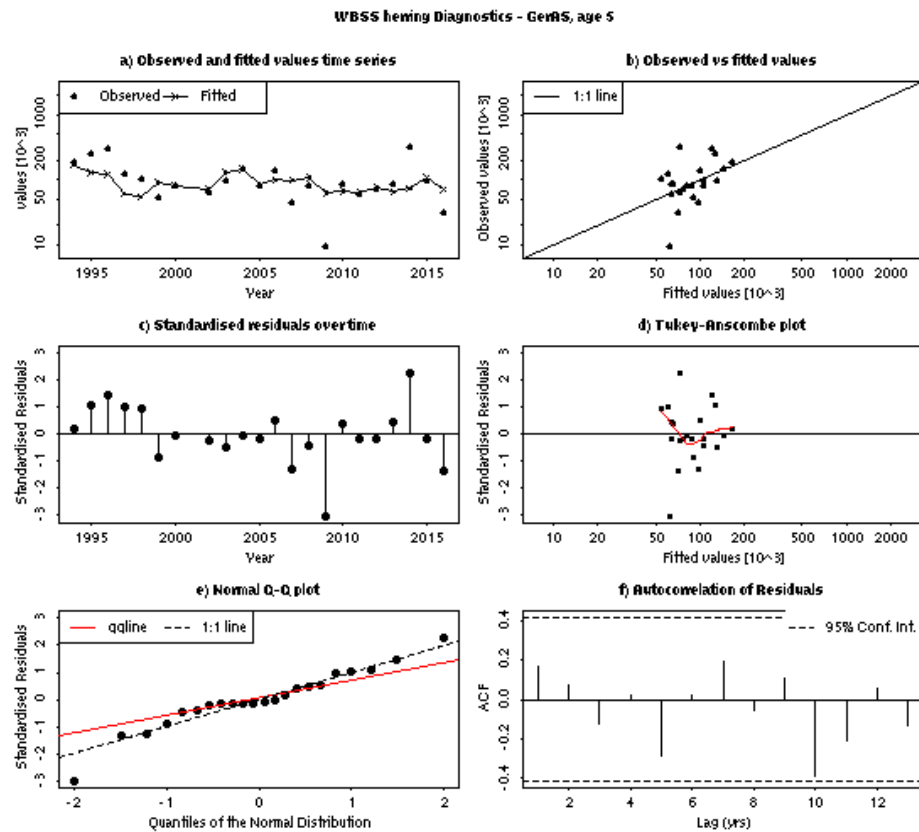 WBSS herring Diagnostics - GerAS, age 5
a) Observed and fitted values time series
Observed Fitted
values [10^3]
10 50 200 1000
1995 2000 2005 2010 2015
Year
b) Observed vs fitted values
1:1 line
Observed values [10^3]
10 50 200 1000
10 20 50 100 200 500 1000 2000
Fitted values [10^3]
c) Standardised residuals over time
Standardised Residuals
-3 -2 -1 0 1 2 3
1995 2000 2005 2010 2015
Year
d) Tukey-Anscombe plot
Standardised Residuals
-3 -2 -1 0 1 2 3
10 20 50 100 200 500 1000 2000
Fitted values [10^3]
e) Normal Q-Q plot
qqline 1:1 line
Standardised Residuals
-3 -2 -1 0 1 2 3
-2 -1 0 1 2
Quantiles of the Normal Distribution
f) Autocorrelation of Residuals
95% Conf. Int.
ACF
-0.4 -0.2 0.0 0.2 0.4
2 4 6 8 10 12
Lag (yrs)